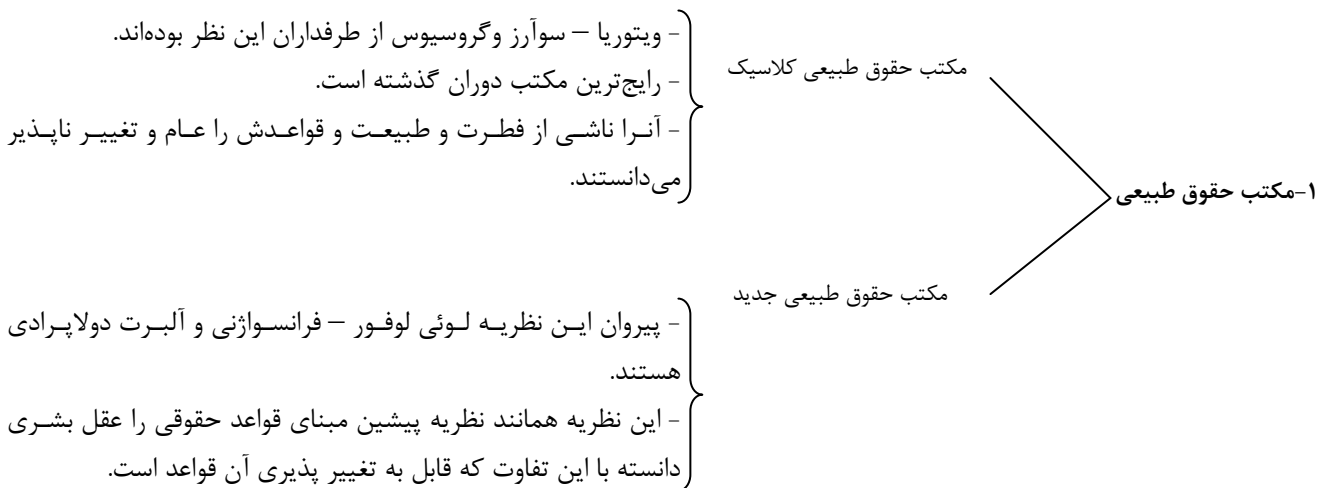 ۱-مکتب حقوق طبیعی
مکتب حقوق طبیعی کلاسیک
- ویتوریا – سوآرز وگروسیوس از طرفداران این نظر بوده‌اند.
- رایج‌ترین مکتب دوران گذشته است.
- آنرا ناشی از فطرت و طبیعت و قواعدش را عام و تغییر ناپذیر
می‌دانستند.
مکتب حقوق طبیعی جدید
- پیروان این نظریه لوئی لوفور – فرانسواژنی و آلبرت دولاپرادی
هستند.
- این نظریه همانند نظریه پیشین مبنای قواعد حقوقی را عقل بشری
دانسته با این تفاوت که قابل به تغییر پذیری آن قواعد است.